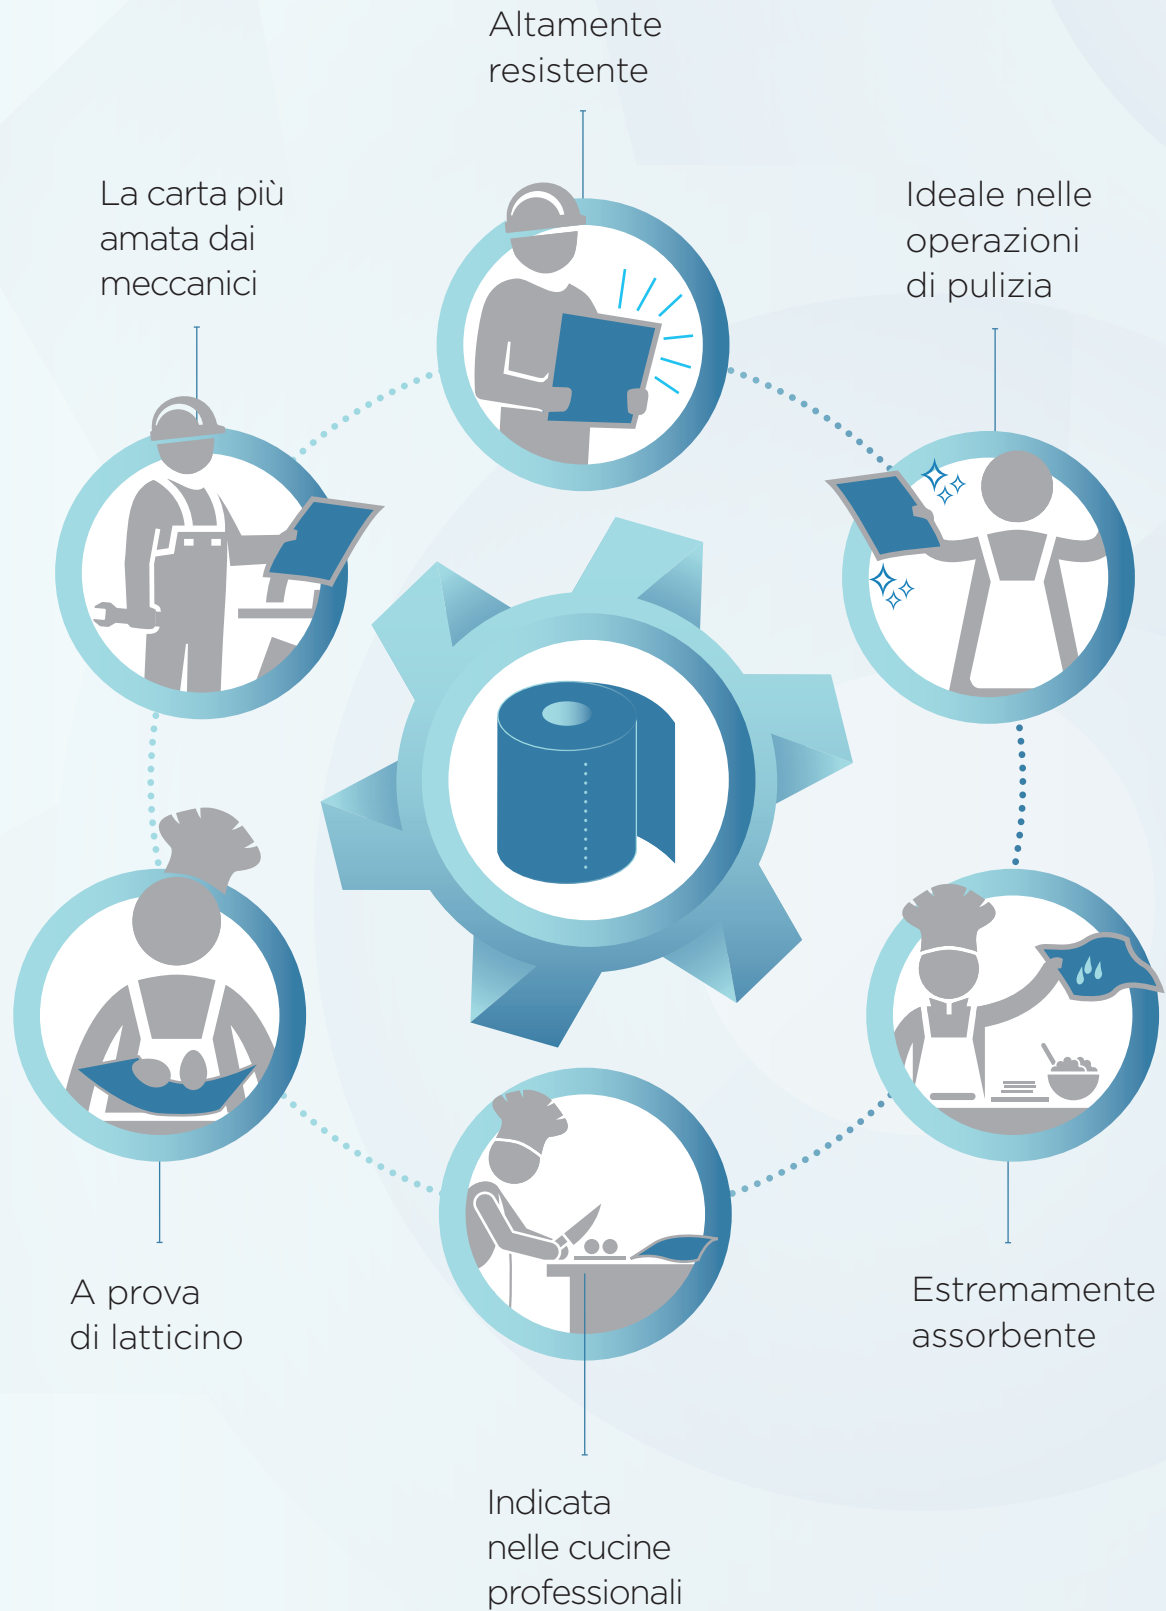 Altamente
resistente
La carta più
amata dai
meccanici
Ideale nelle
operazioni
di pulizia
A prova
di latticino
Estremamente
assorbente
Indicata
nelle cucine
professionali